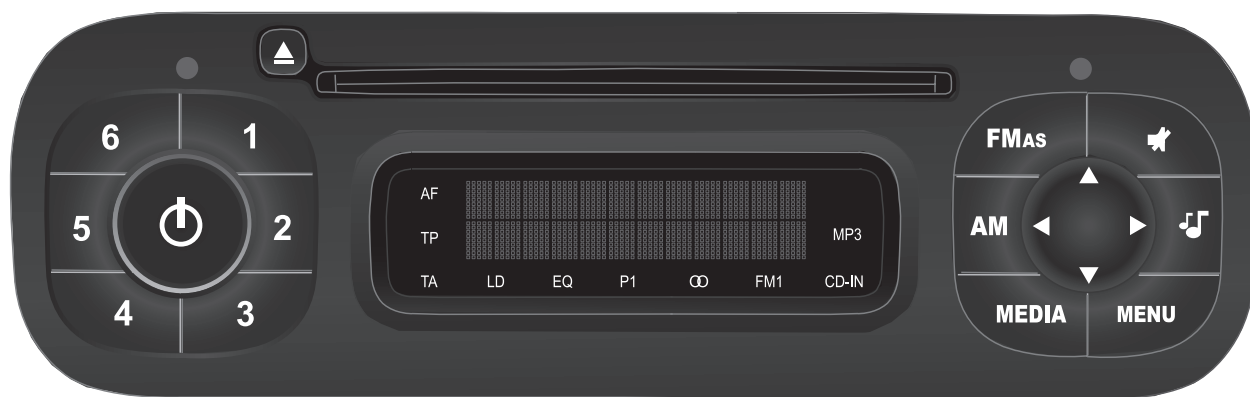 6 1
5 2
4 3
AF
TP
TA LD EQ P1 FM1 CD-IN
MP3
FMAS
AM
MEDIA MENU